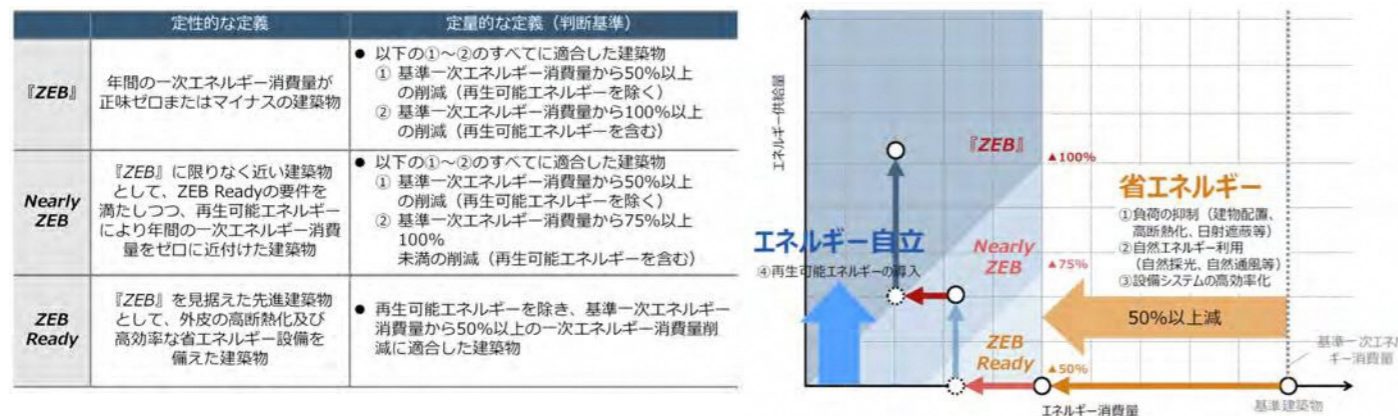 定性的な定義
定量的な定義（判断基準）
『ZEB』
年間の一次エネルギー消費量が
正味ゼロまたはマイナスの建築物
● 以下の①～②のすべてに適合した建築物
① 基準一次エネルギー消費量から50%以上
の削減（再生可能エネルギーを除く）
② 基準一次エネルギー消費量から100%以上
の削減（再生可能エネルギーを含む）
Nearly
ZEB
『ZEB』に限りなく近い建築物
として、ZEB Readyの要件を
満たしつつ、再生可能エネルギー
により年間の一次エネルギー消費
量をゼロに近付けた建築物
● 以下の①～②のすべてに適合した建築物
① 基準一次エネルギー消費量から50%以上
の削減（再生可能エネルギーを除く）
② 基準一次エネルギー消費量から75%以上
100%
未満の削減（再生可能エネルギーを含む）
ZEB
Ready
『ZEB』を見据えた先進建築物
として、外皮の高断熱化及び
高効率な省エネルギー設備を
備えた建築物
● 再生可能エネルギーを除き、基準一次エネルギー
消費量から50%以上の一次エネルギー消費量削
減に適合した建築物
エネルギー供給量
『ZEB』
▲100%
省エネルギー
①負荷の抑制（建物配置、
高断熱化、日射遮蔽等）
②自然エネルギー利用
（自然採光、自然通風等）
③設備システムの高効率化
エネルギー自立
④再生可能エネルギーの導入
Nearly
ZEB
▲75%
50%以上減
ZEB
Ready
▲50%
基準一次エネル
ギー消費量
エネルギー消費量
基準建築物